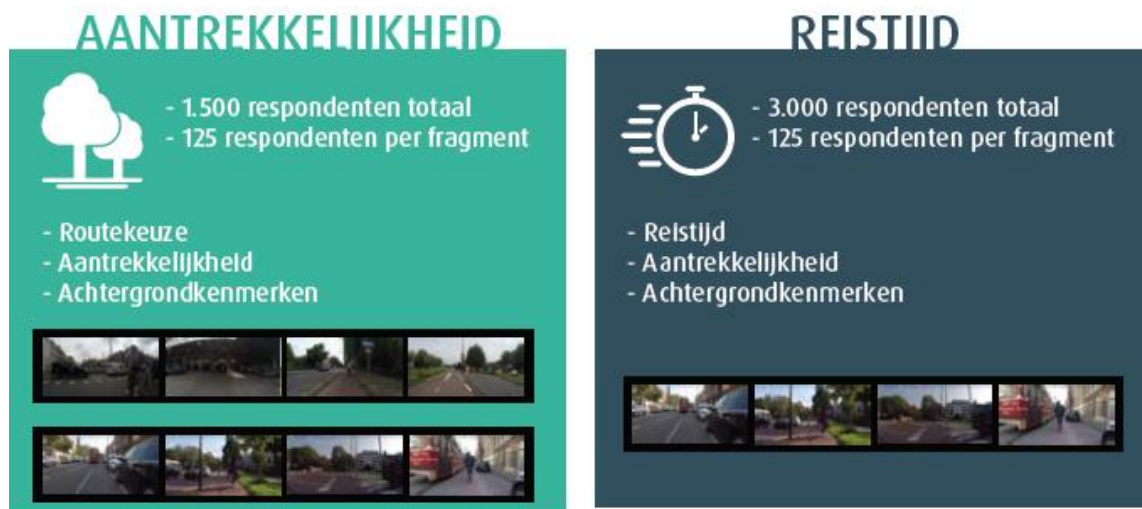 AANTREKKELIJKHEID
- 1.500 respondenten totaal
- 125 respondenten per fragment
- Routekeuze
- Aantrekkelijkheid
- Achtergrondkenmerken
REISTIJD
- 3.000 respondenten totaal
- 125 respondenten per fragment
- Reistijd
- Aantrekkelijkheid
- Achtergrondkenmerken